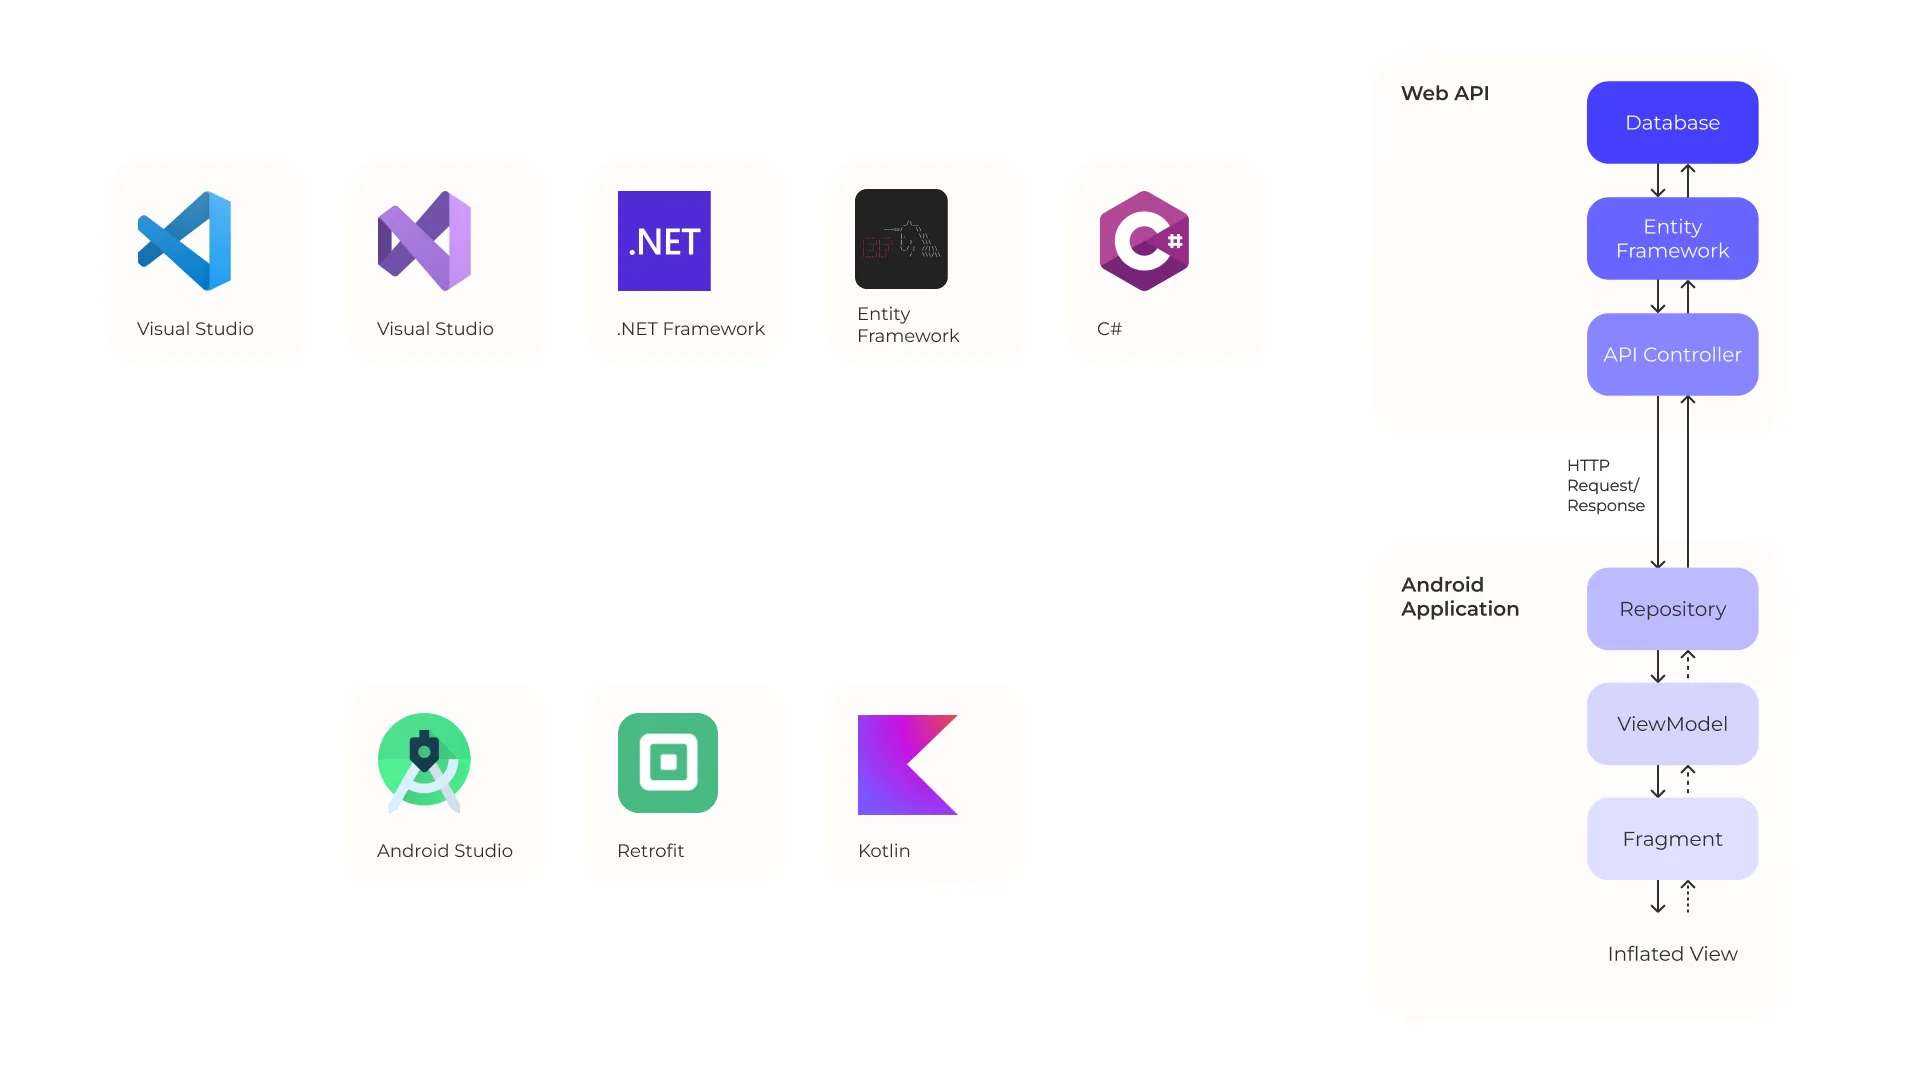 .NET
EF
Visual Studio
Visual Studio
.NET Framework
Entity
Framework
C#
Android Studio
Retrofit
Kotlin
Web API
Database
Entity
Framework
API Controller
HTTP
Request/
Response
Android
Application
Repository
ViewModel
Fragment
Inflated View